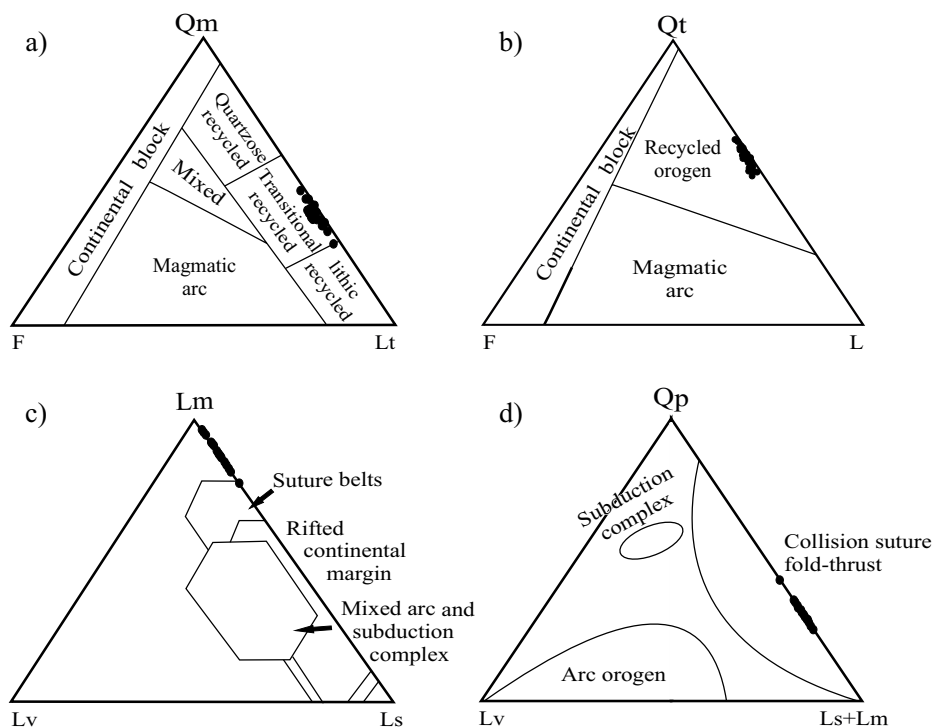 a)
Qm
Continental block
Quartzose
recycled
Mixed
Transitional
recycled
lithic
recycled
Magmatic
arc
F
Lt
b)
Qt
Continental block
Recycled
orogen
Magmatic
arc
F
L
c)
Lm
Suture belts
Rifted
continental
margin
Mixed arc and
subduction
complex
Lv
Ls
d)
Qp
Subduction
complex
Collision suture
fold-thrust
Arc orogen
Lv
Ls+Lm